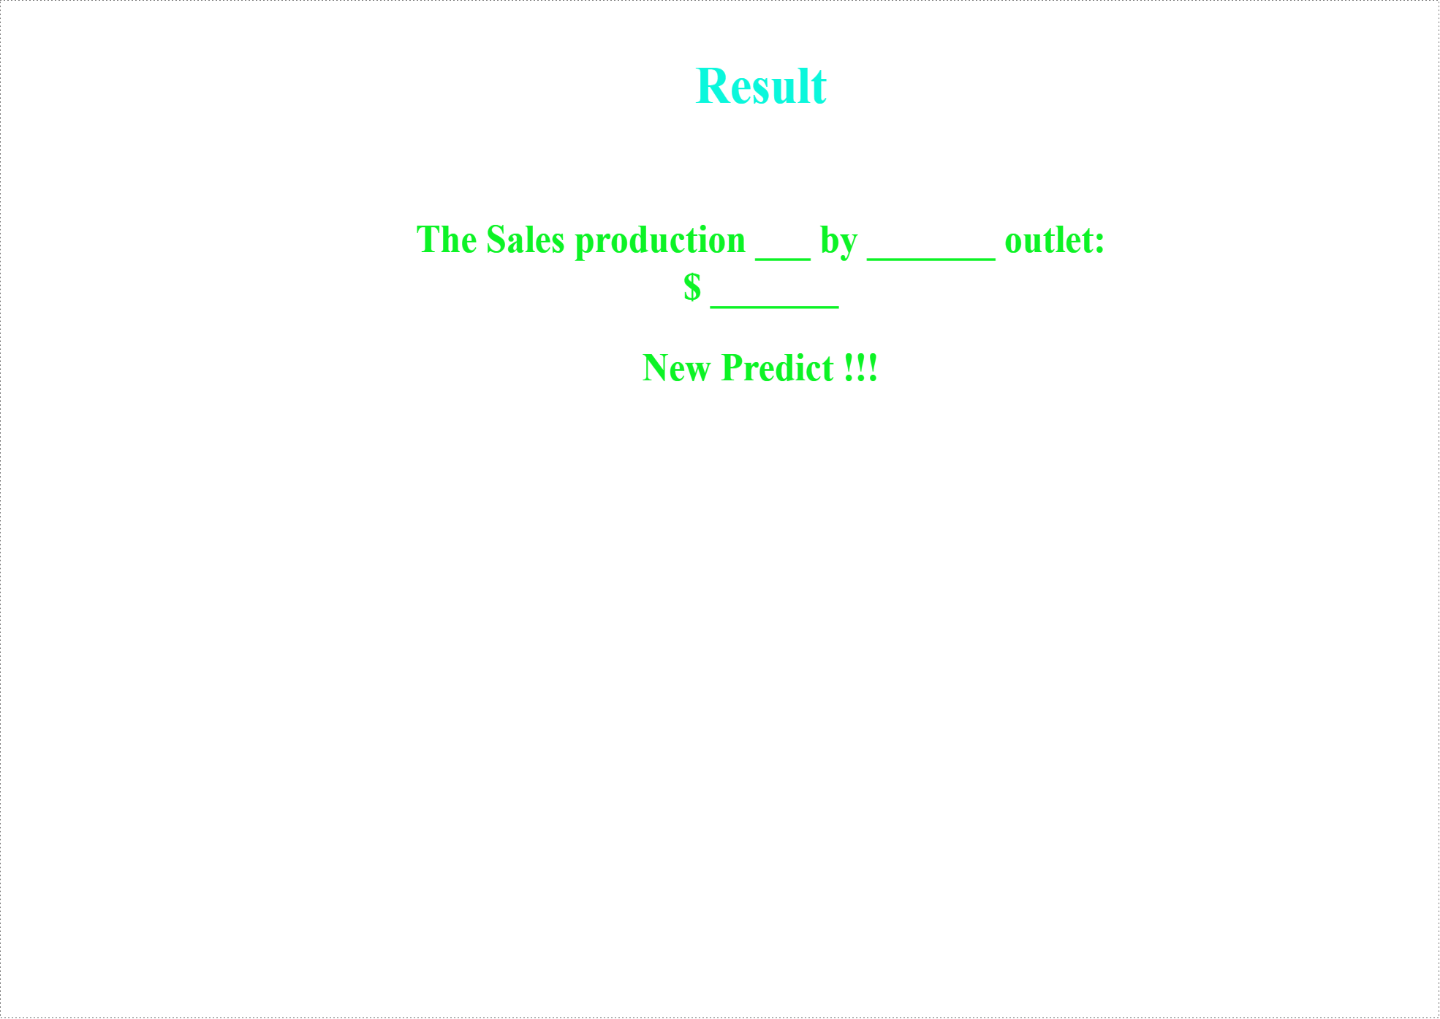 Result
The Sales production ___ by _______ outlet:
$ _______
New Predict !!!